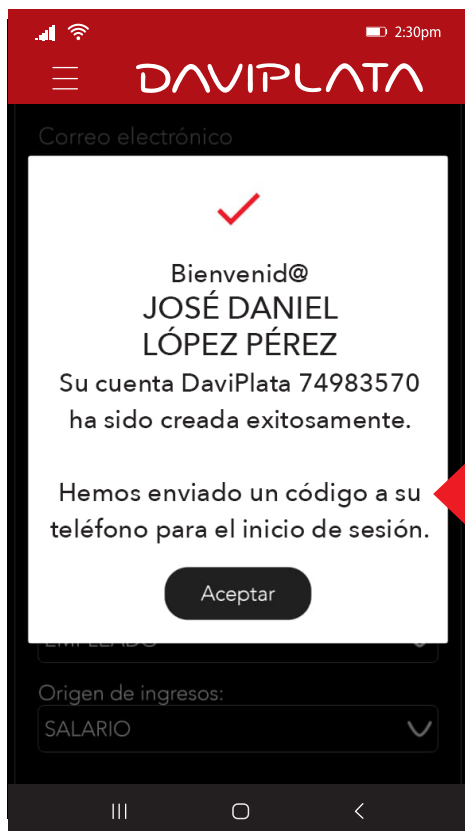 2:30pm
DAVIPLATA
Correo electrónico
Bienvenid@
JOSÉ DANIEL
LÓPEZ PÉREZ
Su cuenta DaviPlata 74983570
ha sido creada exitosamente.
Hemos enviado un código a su
teléfono para el inicio de sesión.
Aceptar
EMPLEADO
Origen de ingresos:
SALARIO